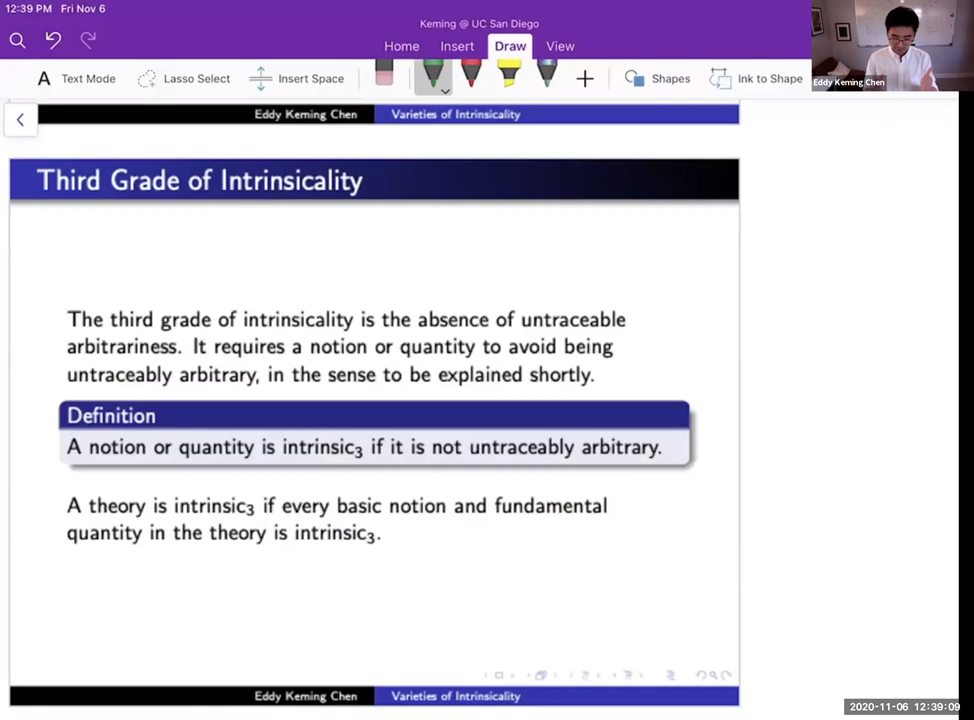 12:39 PM Fri Nov 6
Keming @ UC San Diego
Home Insert Draw View
A Text Mode Lasso Select Insert Space Shapes Ink to Shape
Eddy Keming Chen
Eddy Keming Chen Varieties of Intrinsicality
Third Grade of Intrinsicality
The third grade of intrinsicality is the absence of untraceable
arbitrariness. It requires a notion or quantity to avoid being
untraceably arbitrary, in the sense to be explained shortly.
Definition
A notion or quantity is intrinsic₃ if it is not untraceably arbitrary.
A theory is intrinsic₃ if every basic notion and fundamental
quantity in the theory is intrinsic₃.
Eddy Keming Chen Varieties of Intrinsicality
2020-11-06 12:39:09